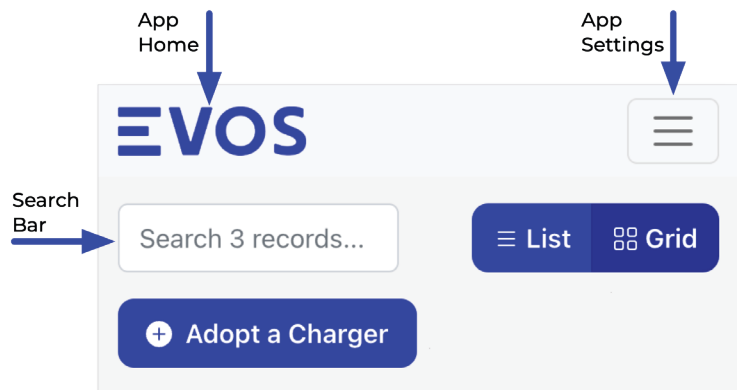 App
Home
App
Settings
EVOS
Search
Bar
Search 3 records...
List
Grid
Adopt a Charger